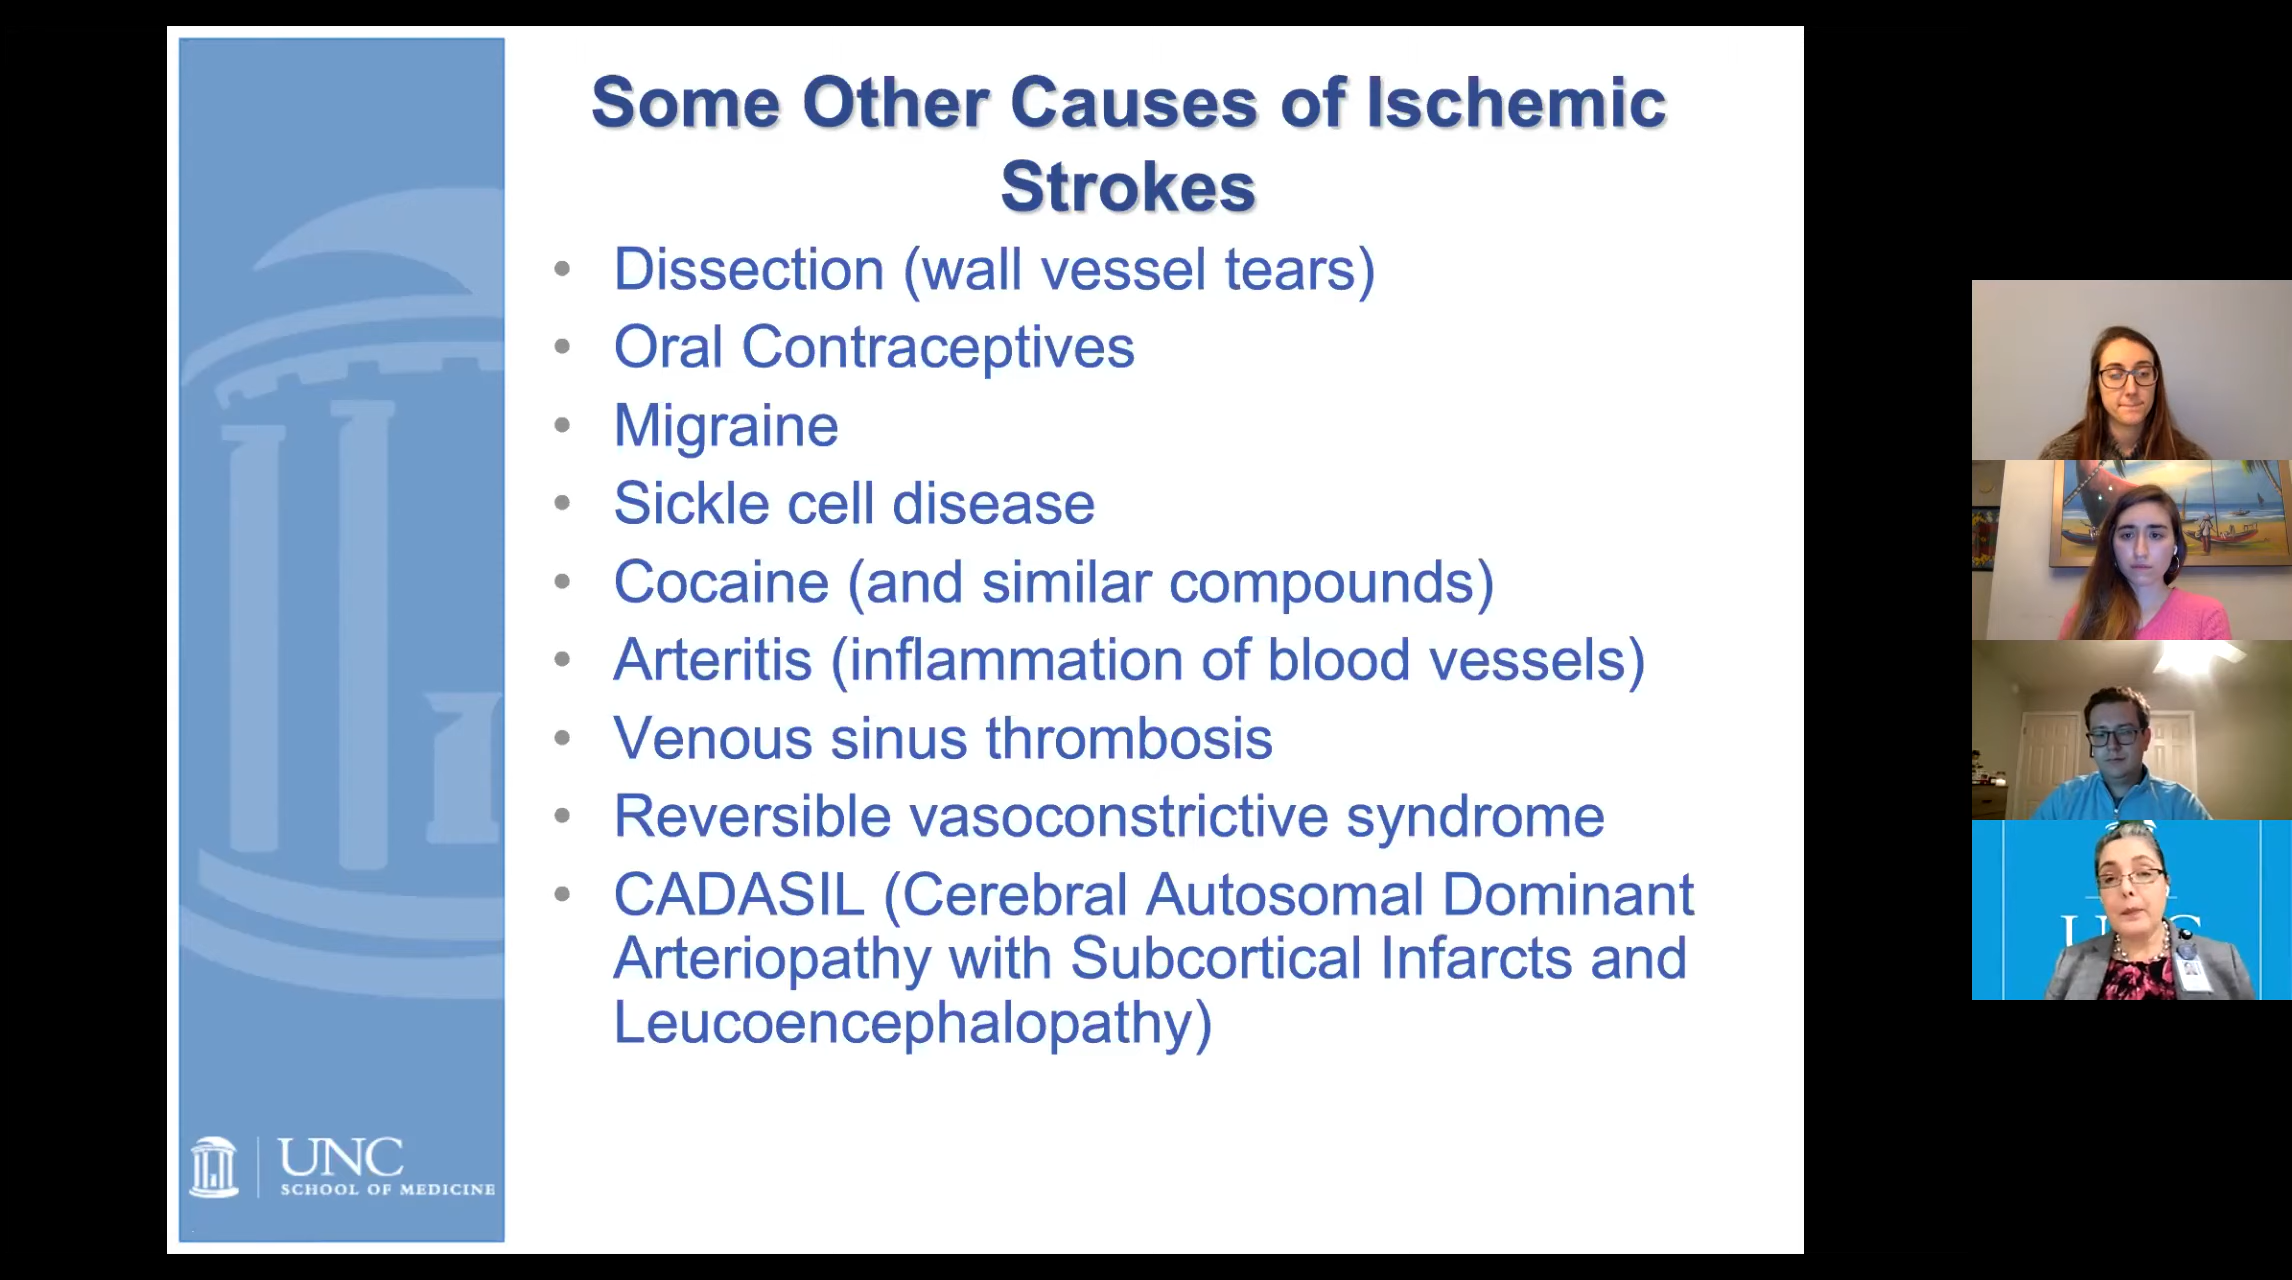 Some Other Causes of Ischemic
Strokes
• Dissection (wall vessel tears)
• Oral Contraceptives
• Migraine
• Sickle cell disease
• Cocaine (and similar compounds)
• Arteritis (inflammation of blood vessels)
• Venous sinus thrombosis
• Reversible vasoconstrictive syndrome
• CADASIL (Cerebral Autosomal Dominant
Arteriopathy with Subcortical Infarcts and
Leucoencephalopathy)
UNC
SCHOOL OF MEDICINE